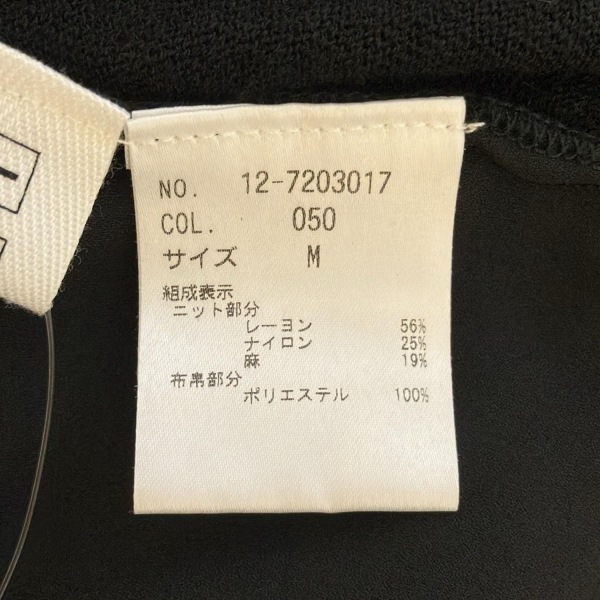 NO. 12-7203017
COL. 050
サイズ M
組成表示
ニット部分
レーヨン 56%
ナイロン 25%
麻 19%
布帛部分
ポリエステル 100%